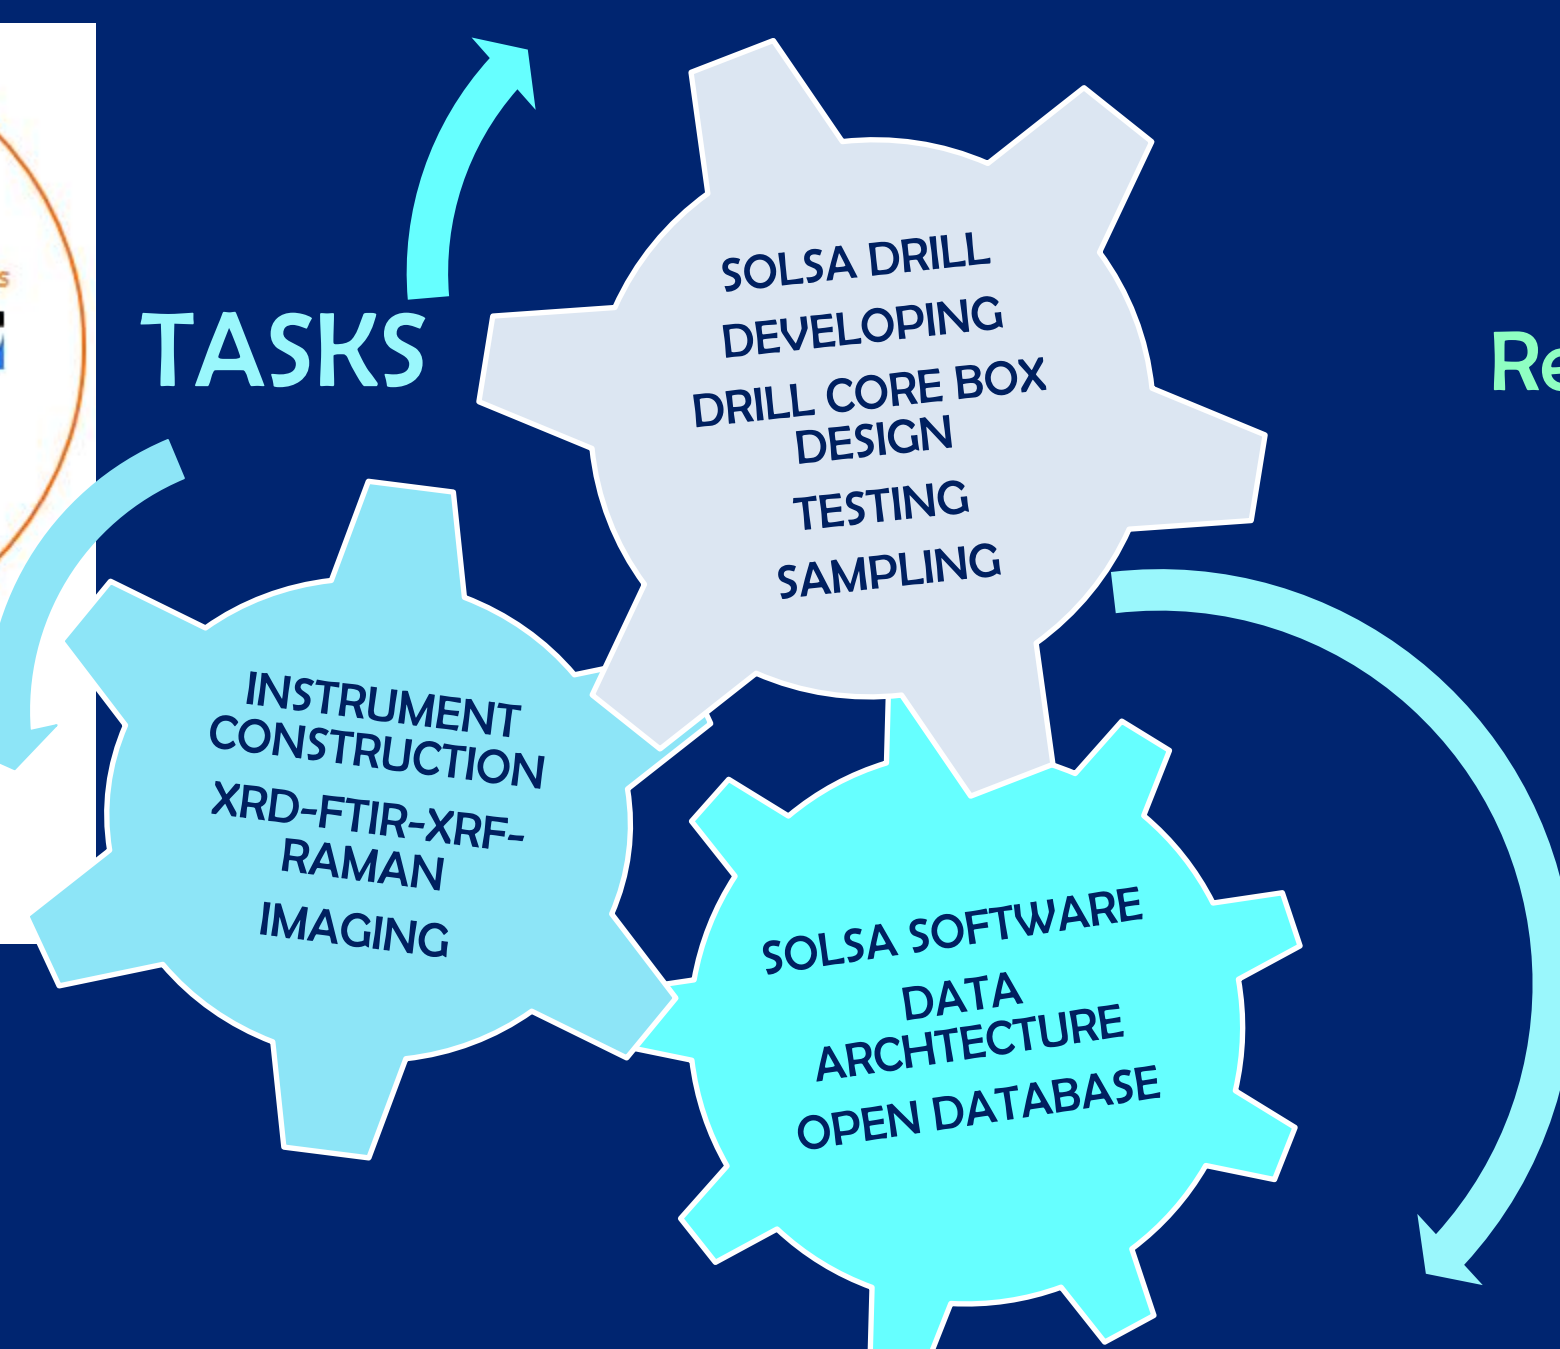 TASKS
SOLSA DRILL
DEVELOPING
DRILL CORE BOX
DESIGN
TESTING
SAMPLING
INSTRUMENT
CONSTRUCTION
XRD-FTIR-XRF-
RAMAN
IMAGING
SOLSA SOFTWARE
DATA
ARCHTECTURE
OPEN DATABASE